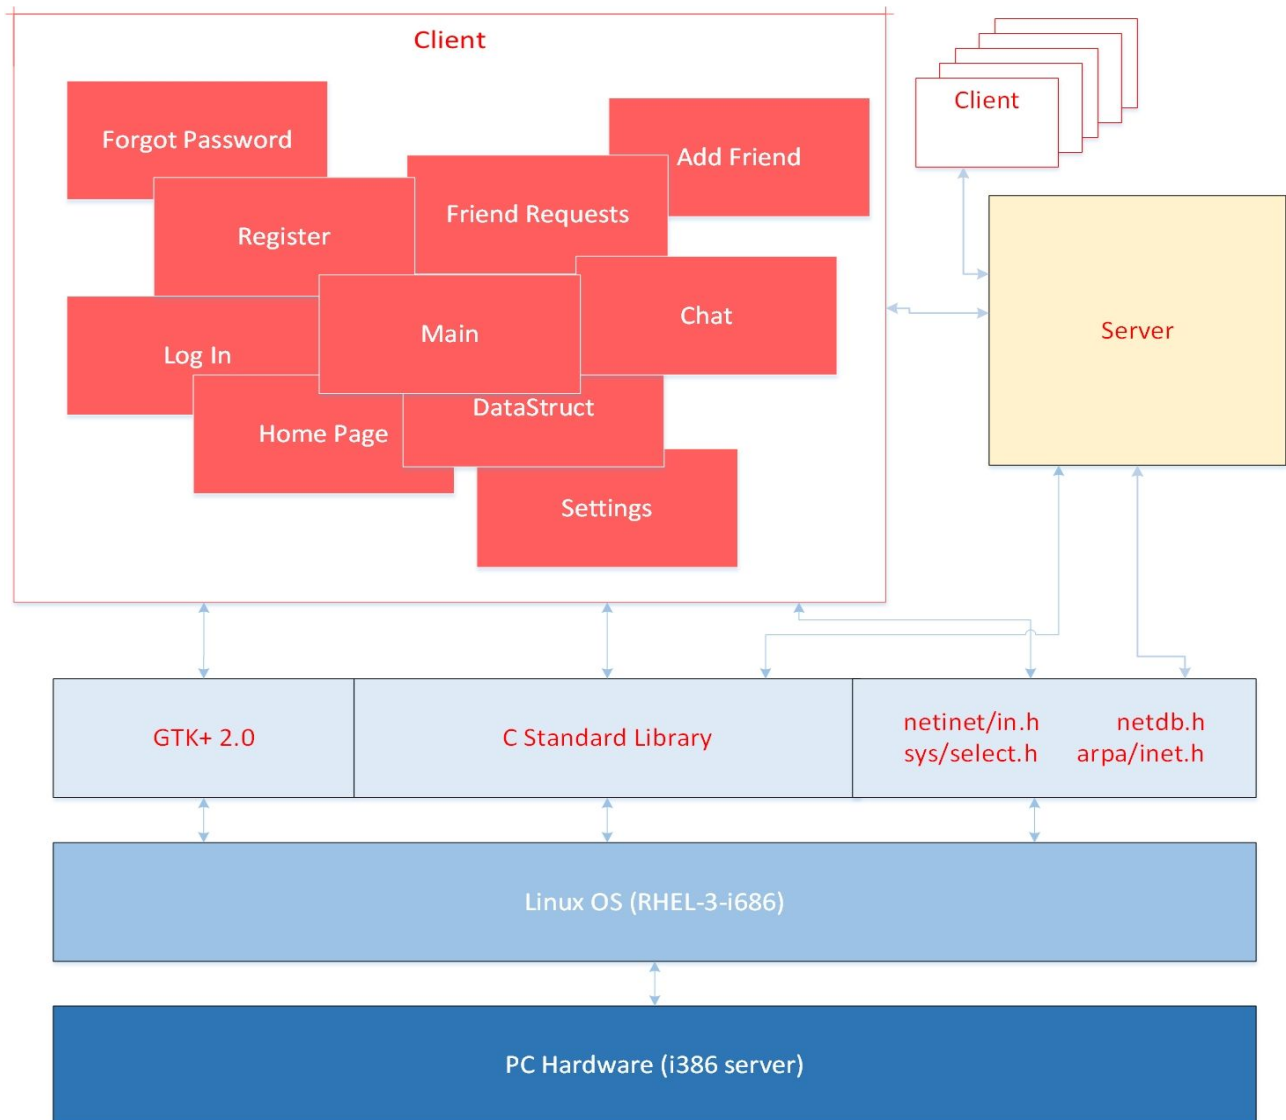 Client
Client
Forgot Password
Add Friend
Friend Requests
Register
Chat
Main
Log In
Server
DataStruct
Home Page
Settings
GTK+ 2.0
C Standard Library
netinet/in.h netdb.h
sys/select.h arpa/inet.h
Linux OS (RHEL-3-i686)
PC Hardware (i386 server)